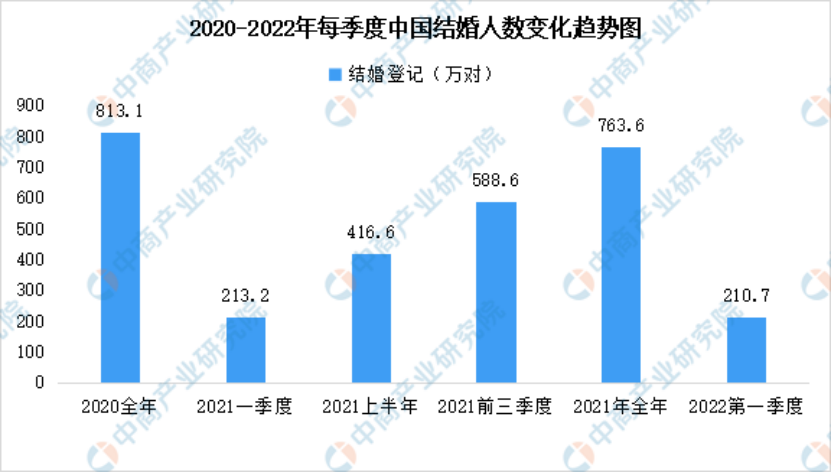 2020-2022年每季度中国结婚人数变化趋势图
结婚登记（万对）
900
800
700
600
500
400
300
200
100
0
813.1
213.2
416.6
588.6
763.6
210.7
2020全年
2021一季度
2021上半年
2021前三季度
2021年全年
2022第一季度
中商产业研究院